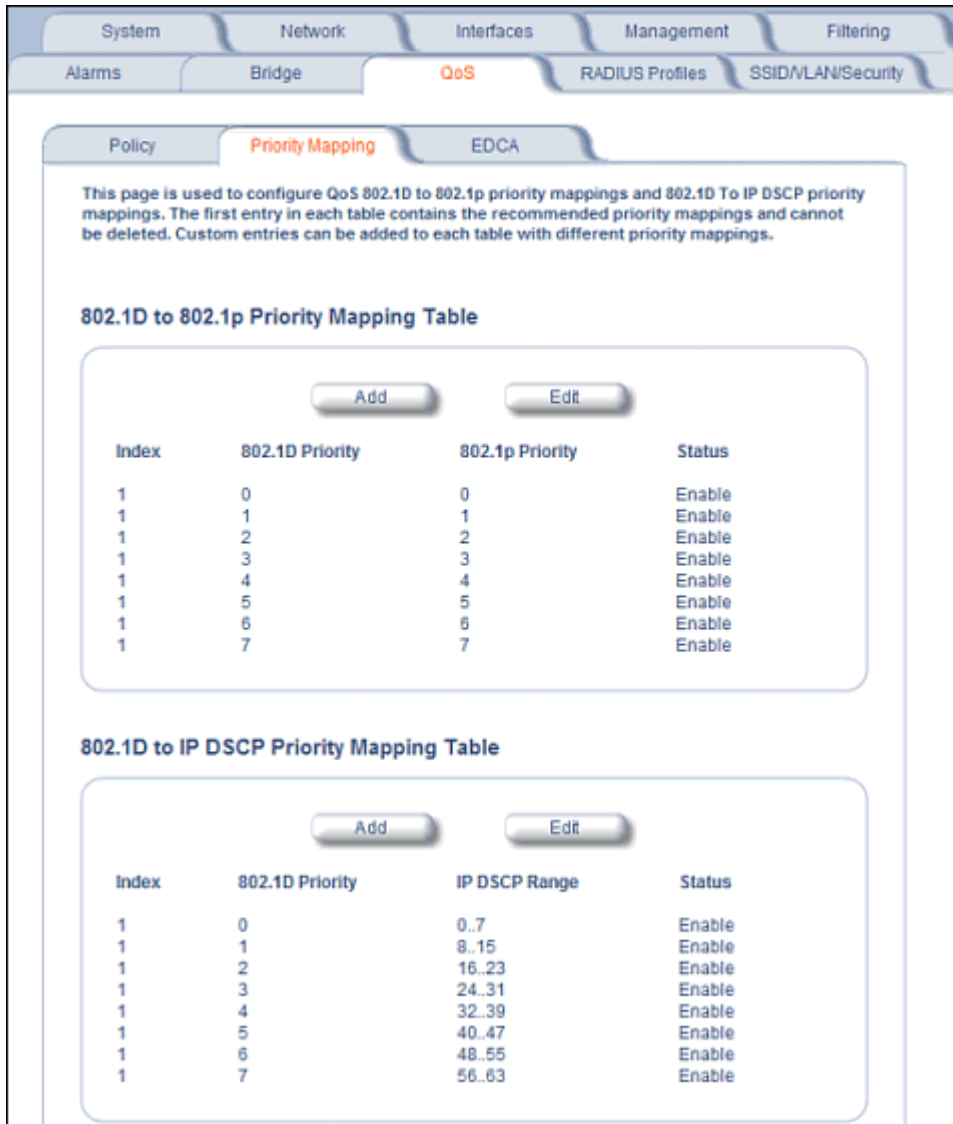 System Network Interfaces Management Filtering
Alarms Bridge QoS RADIUS Profiles SSID/VLAN/Security
Policy Priority Mapping EDCA
This page is used to configure QoS 802.1D to 802.1p priority mappings and 802.1D To IP DSCP priority
mappings. The first entry in each table contains the recommended priority mappings and cannot
be deleted. Custom entries can be added to each table with different priority mappings.
802.1D to 802.1p Priority Mapping Table
Add Edit
Index 802.1D Priority 802.1p Priority Status
1 0 0 Enable
1 1 1 Enable
1 2 2 Enable
1 3 3 Enable
1 4 4 Enable
1 5 5 Enable
1 6 6 Enable
1 7 7 Enable
802.1D to IP DSCP Priority Mapping Table
Add Edit
Index 802.1D Priority IP DSCP Range Status
1 0 0..7 Enable
1 1 8..15 Enable
1 2 16..23 Enable
1 3 24..31 Enable
1 4 32..39 Enable
1 5 40..47 Enable
1 6 48..55 Enable
1 7 56..63 Enable